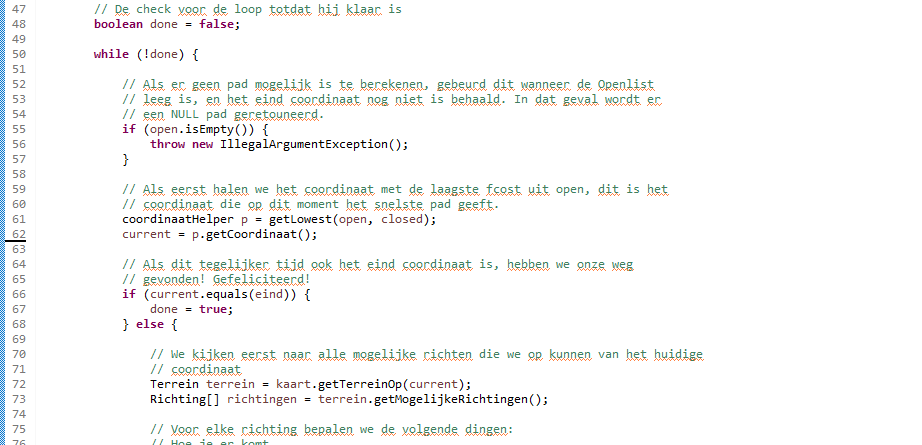 47 // De check voor de loop totdat hij klaar is
48 boolean done = false;
49
50 while (!done) {
51
52 // Als er geen pad mogelijk is te berekenen, gebeurd dit wanneer de Openlist
53 // leeg is, en het eind coordinaat nog niet is behaald. In dat geval wordt er
54 // een NULL pad geretouneerd.
55 if (open.isEmpty()) {
56 throw new IllegalArgumentException();
57 }
58
59 // Als eerst halen we het coordinaat met de laagste fcost uit open, dit is het
60 // coordinaat die op dit moment het snelste pad geeft.
61 coordinaatHelper p = getLowest(open, closed);
62 current = p.getCoordinaat();
63
64 // Als dit tegelijker tijd ook het eind coordinaat is, hebben we onze weg
65 // gevonden! Gefeliciteerd!
66 if (current.equals(eind)) {
67 done = true;
68 } else {
69
70 // We kijken eerst naar alle mogelijke richten die we op kunnen van het huidige
71 // coordinaat
72 Terrein terrein = kaart.getTerreinOp(current);
73 Richting[] richtingen = terrein.getMogelijkeRichtingen();
74
75 // Voor elke richting bepalen we de volgende dingen:
76 // Hoe je er komt